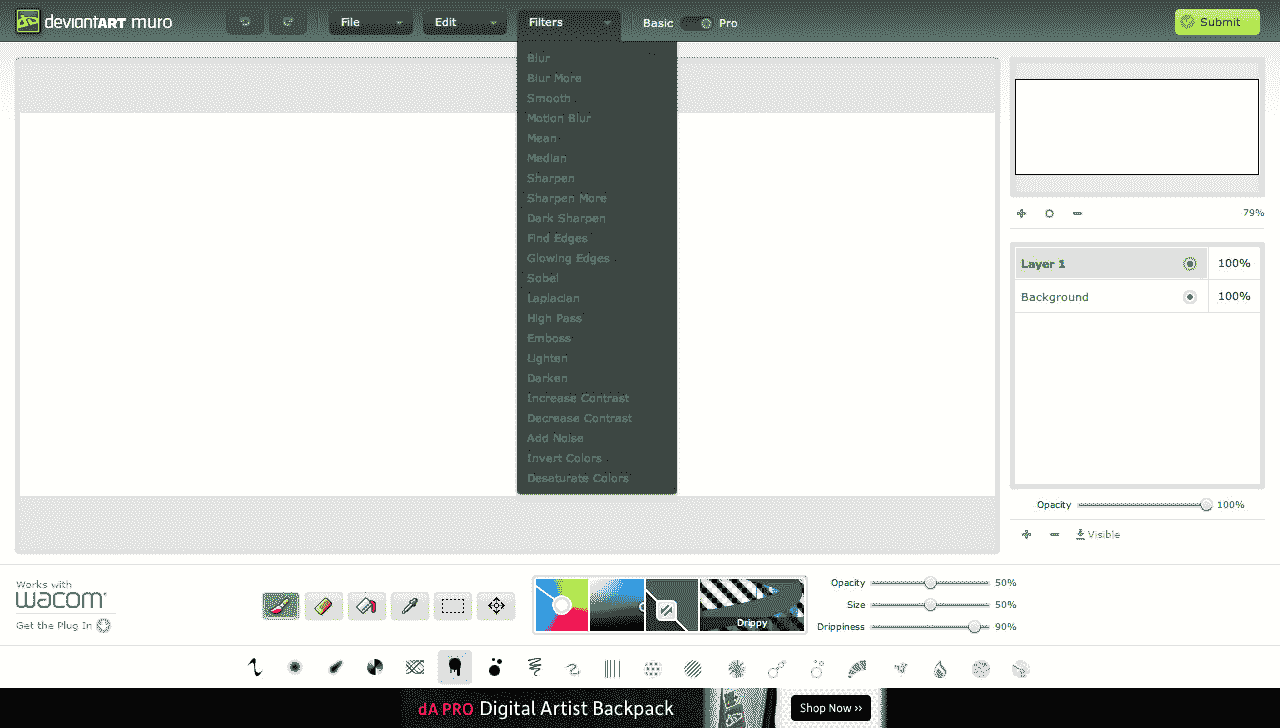 deviantART muro
File
Edit
Filters
Basic
Pro
Submit
Blur
Blur More
Smooth
Motion Blur
Mean
Median
Sharpen
Sharpen More
Dark Sharpen
Find Edges
Glowing Edges
Sobel
Laplacian
High Pass
Emboss
Lighten
Darken
Increase Contrast
Decrease Contrast
Add Noise
Invert Colors
Desaturate Colors
79%
Layer 1 100%
Background 100%
Opacity 100%
Visible
Works with
wacom
Get the Plug In
Drippy
Opacity 50%
Size 50%
Drippiness 90%
dA PRO Digital Artist Backpack
Shop Now ››